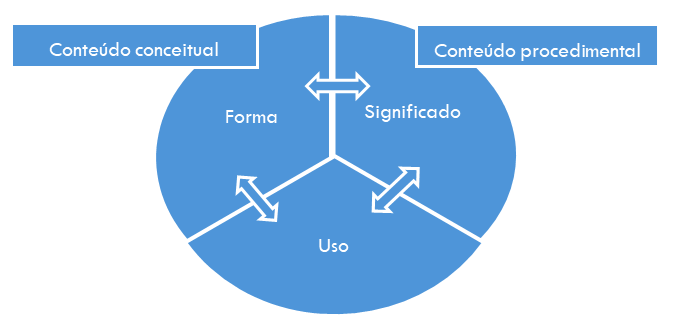 Conteúdo conceitual
Conteúdo procedimental
Forma
Significado
Uso